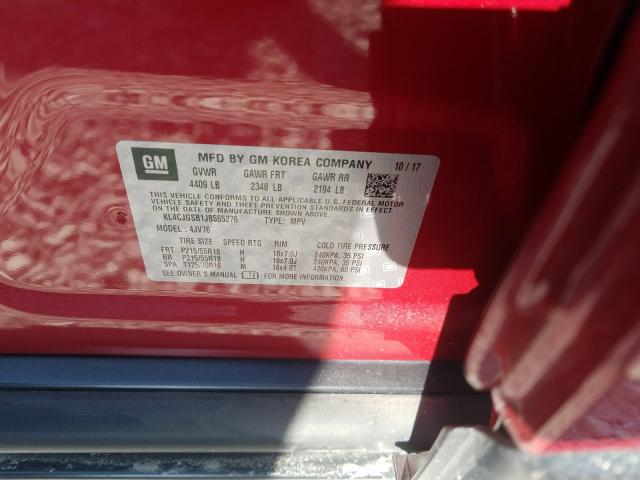 GM
MFD BY GM KOREA COMPANY 10/17
GVWR GAWR FRT GAWR RR
4409 LB 2348 LB 2194 LB
THIS VEHICLE CONFORMS TO ALL APPLICABLE U.S. FEDERAL MOTOR
VEHICLE SAFETY, BUMPER, AND THEFT PREVENTION STANDARDS IN EFFECT ON THE
DATE OF MANUFACTURE SHOWN ABOVE.
KL4CJGSB1JB565276 TYPE: MPV
MODEL: 4JV76
TIRE SIZE SPEED RTG RIM COLD TIRE PRESSURE
FRT P215/55R18 H 18x7.0J 240KPA, 35 PSI
RR P215/55R18 H 18x7.0J 240KPA, 35 PSI
SPA T125/70R16 M 16x4.0T 420KPA, 60 PSI
SEE OWNER'S MANUAL FOR MORE INFORMATION.